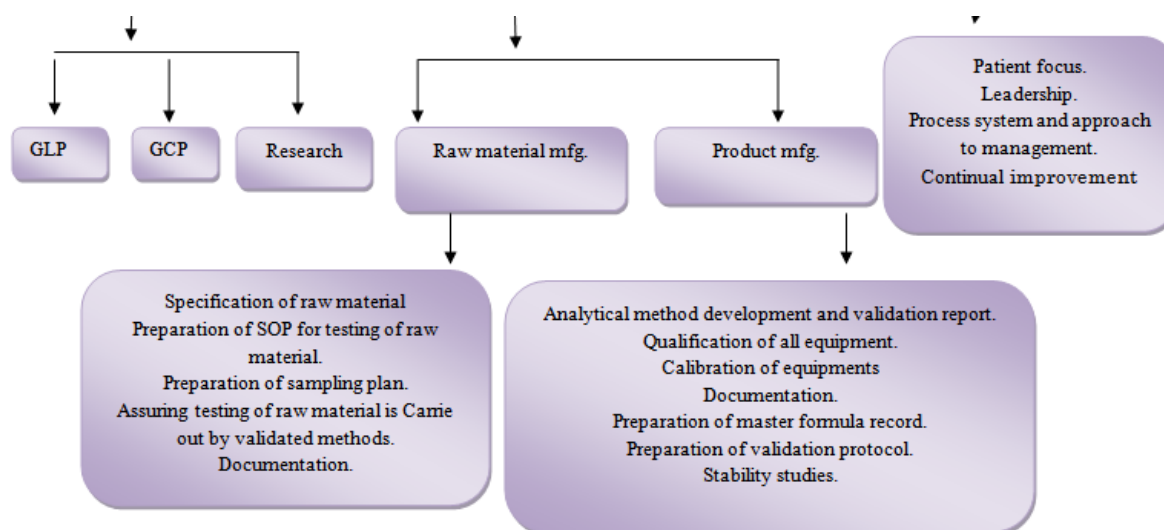 GLP
GCP
Research
Raw material mfg.
Product mfg.
Patient focus.
Leadership.
Process system and approach
to management.
Continual improvement
Specification of raw material
Preparation of SOP for testing of raw
material.
Preparation of sampling plan.
Assuring testing of raw material is Carrie
out by validated methods.
Documentation.
Analytical method development and validation report.
Qualification of all equipment.
Calibration of equipments
Documentation.
Preparation of master formula record.
Preparation of validation protocol.
Stability studies.